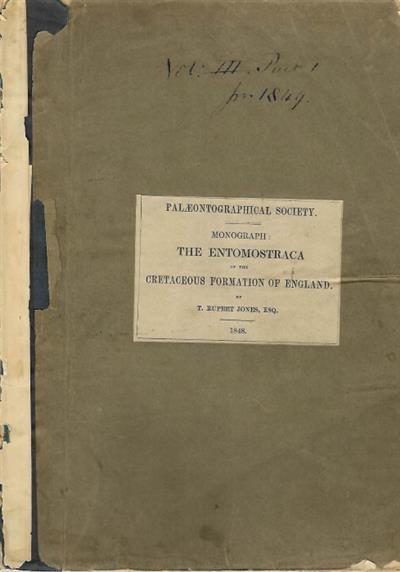 Vol: III. Part 1
for 1849.
PALÆONTOGRAPHICAL SOCIETY.
MONOGRAPH:
THE ENTOMOSTRACA
OF THE
CRETACEOUS FORMATION OF ENGLAND.
BY
T. RUPERT JONES, ESQ.
1848.